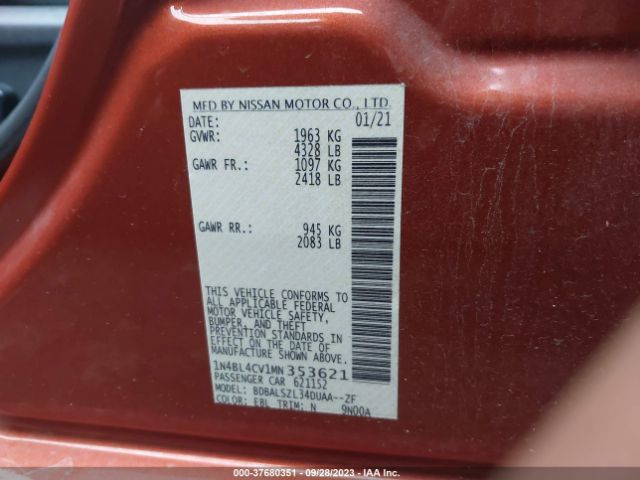 MFD BY NISSAN MOTOR CO., LTD.
DATE: 01/21
GVWR: 1963 KG
4328 LB
GAWR FR.: 1097 KG
2418 LB
GAWR RR.: 945 KG
2083 LB
THIS VEHICLE CONFORMS TO
ALL APPLICABLE FEDERAL
MOTOR VEHICLE SAFETY,
BUMPER, AND THEFT
PREVENTION STANDARDS IN
EFFECT ON THE DATE OF
MANUFACTURE SHOWN ABOVE.
1N4BL4CV1MN353621
PASSENGER CAR 621152
MODEL: BDBALSZL34DUAA--ZF
COLOR: EBL TRIM: N 9N00A
000-37680351 - 09/28/2023 - IAA Inc.